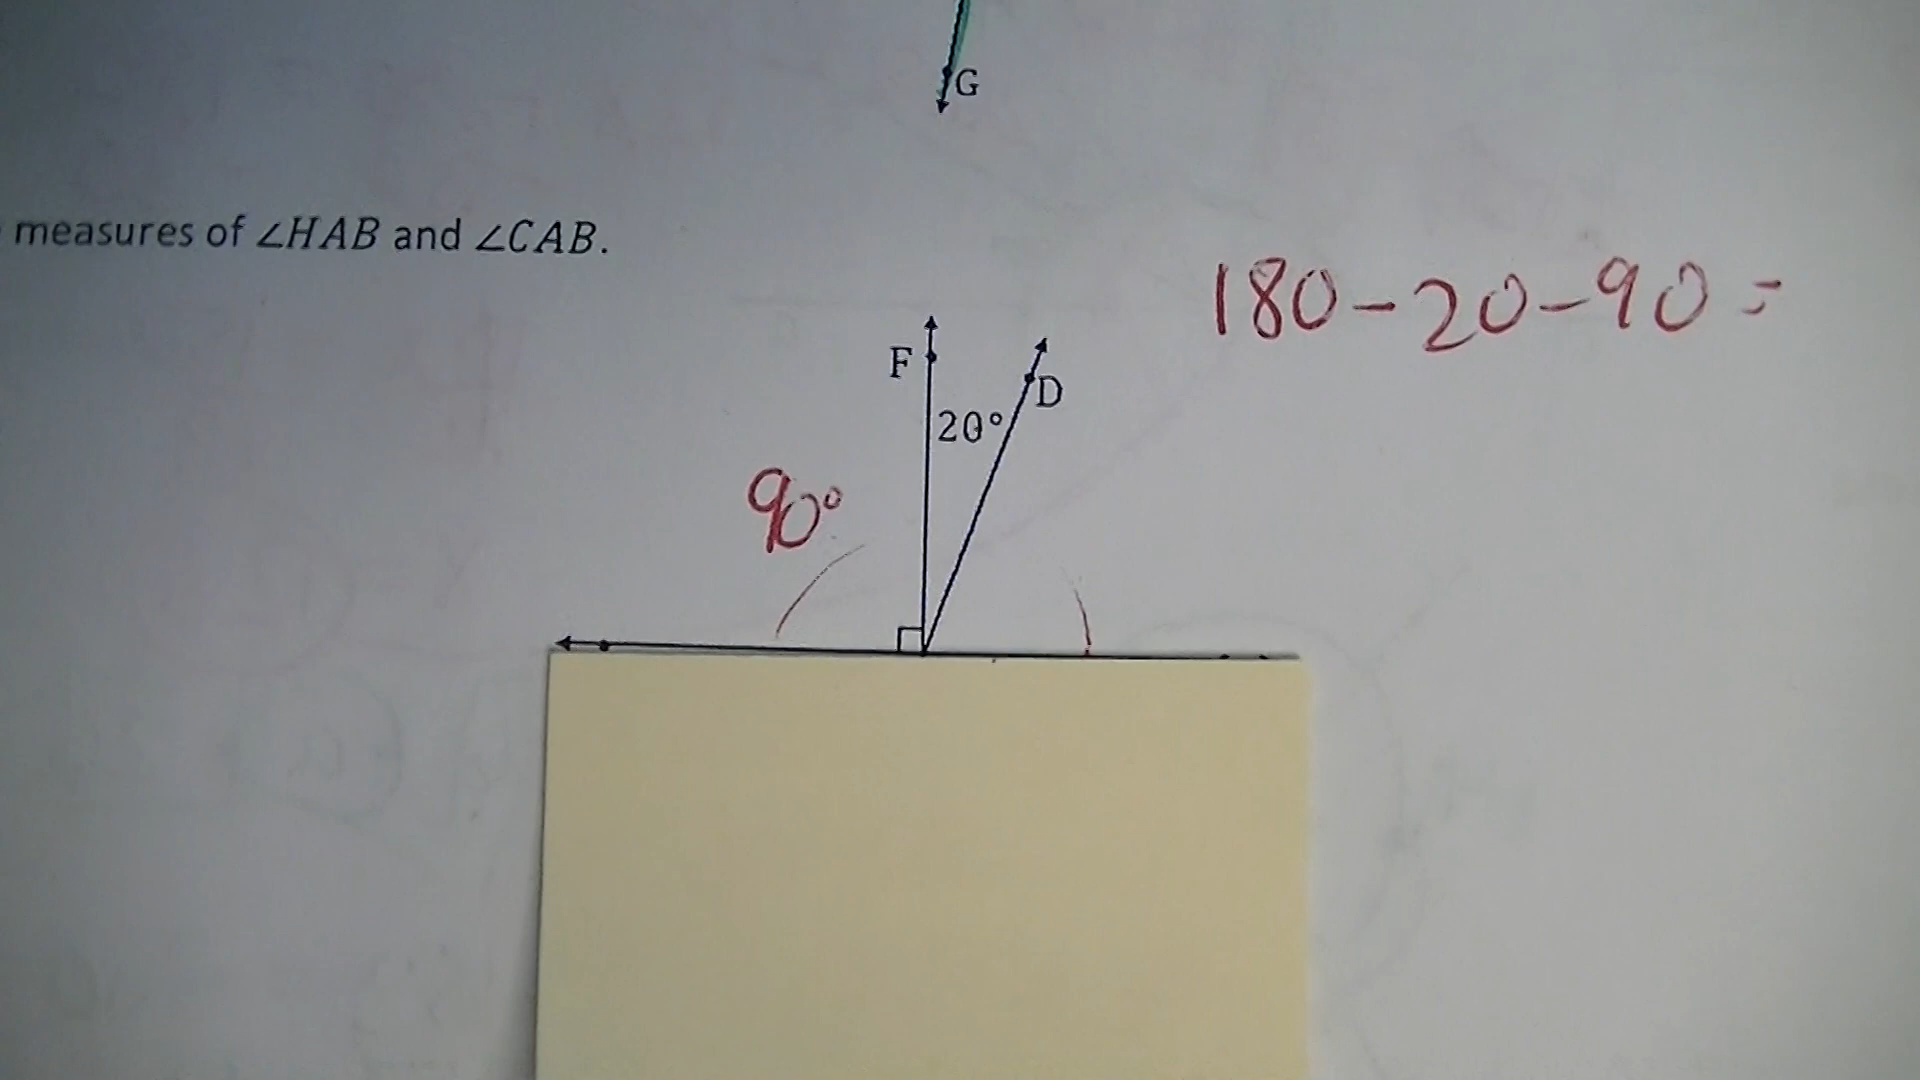 G
measures of ∠HAB and ∠CAB.
180-20-90=
F
D
20°
90°